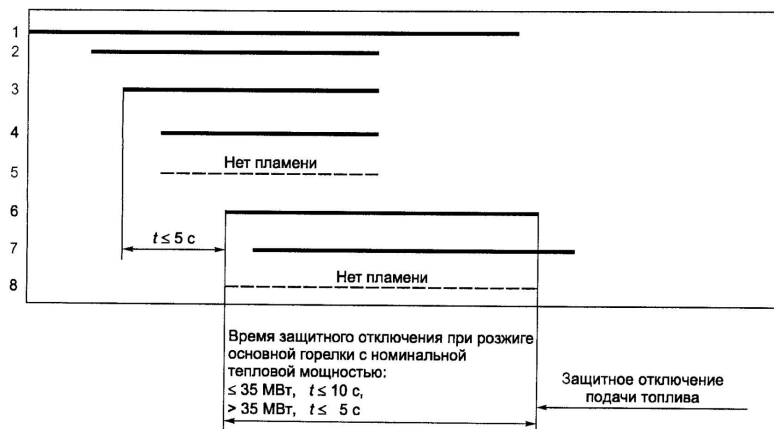 1
2
3
4
Нет пламени
5
6
t ≤ 5 с
7
Нет пламени
8
Время защитного отключения при розжиге
основной горелки с номинальной
тепловой мощностью:
≤ 35 МВт, t ≤ 10 с,
> 35 МВт, t ≤ 5 с
Защитное отключение
подачи топлива